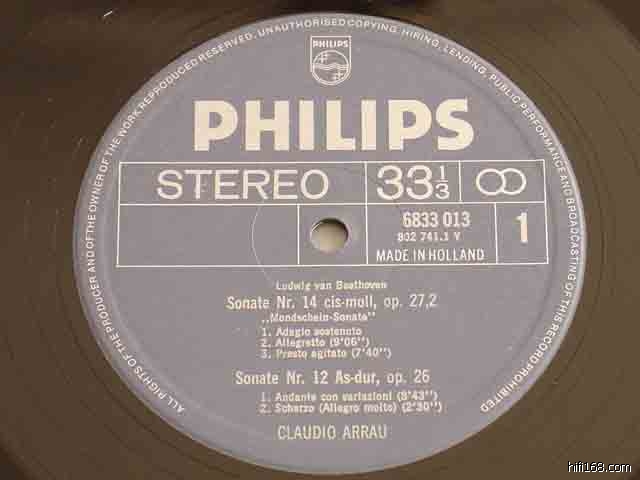 ALL RIGHTS OF THE PRODUCER AND OF THE OWNER OF THE WORK REPRODUCED RESERVED. UNAUTHORISED COPYING, HIRING, LENDING, PUBLIC PERFORMANCE AND BROADCASTING OF THIS RECORD PROHIBITED
PHILIPS
PHILIPS
STEREO 33 1/3
6833 013 1
802 741.1 Y
MADE IN HOLLAND
Ludwig van Beethoven
Sonate Nr. 14 cis-moll, op. 27,2
„Mondschein-Sonate"
1. Adagio sostenuto
2. Allegretto (9'06'')
3. Presto agitato (7'40'')
Sonate Nr. 12 As-dur, op. 26
1. Andante con variazioni (8'43'')
2. Scherzo (Allegro molto) (2'30'')
CLAUDIO ARRAU
hifi168.com